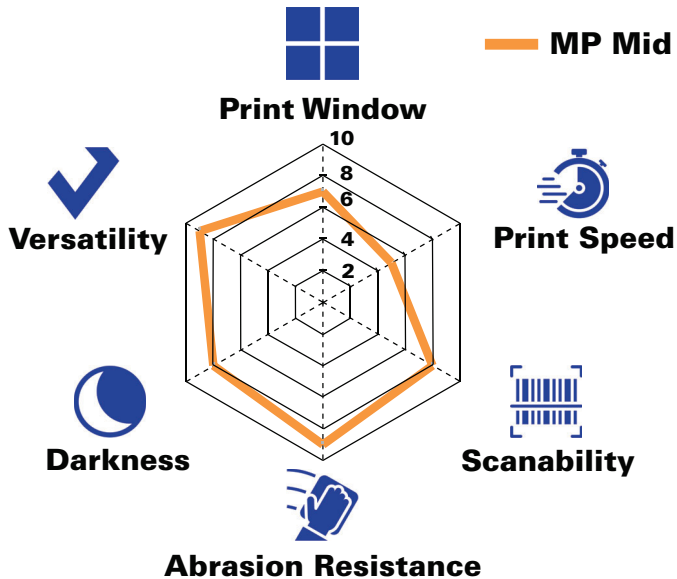 MP Mid
Print Window
10
8
6
4
2
Versatility
Print Speed
Darkness
Scanability
Abrasion Resistance